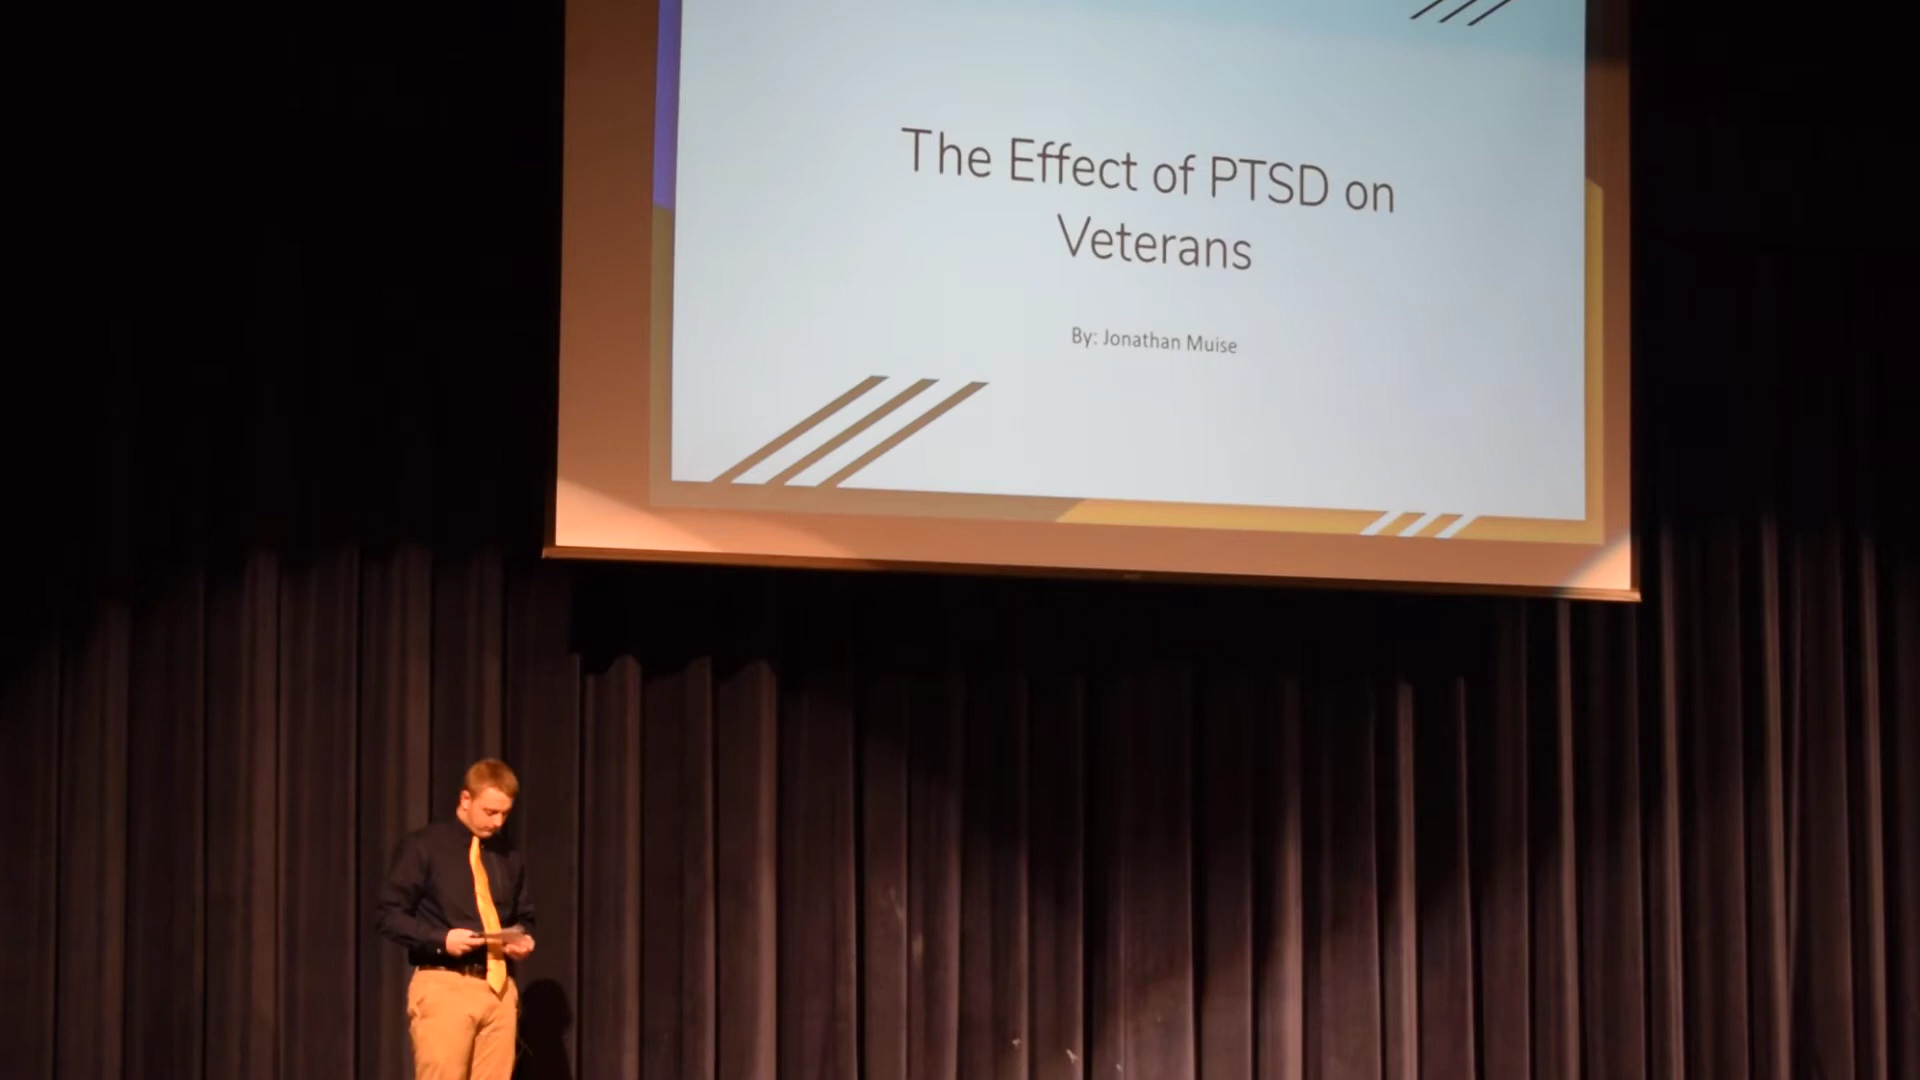 The Effect of PTSD on
Veterans
By: Jonathan Muise